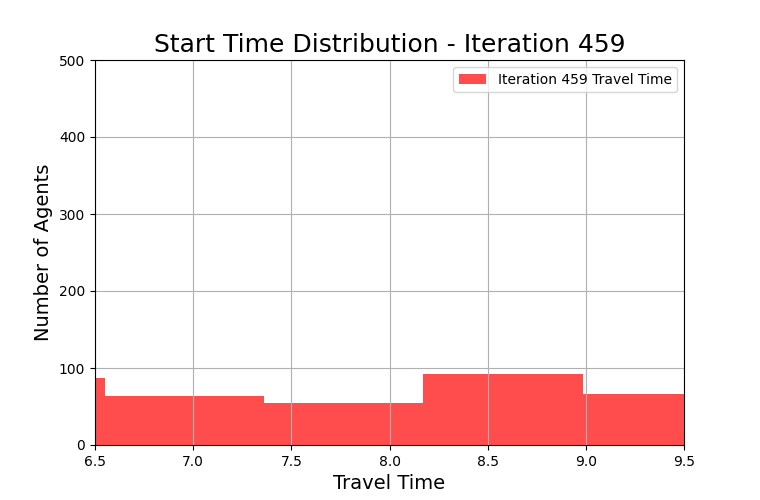 Start Time Distribution - Iteration 459
Iteration 459 Travel Time
Number of Agents
500
400
300
200
100
0
6.5 7.0 7.5 8.0 8.5 9.0 9.5
Travel Time